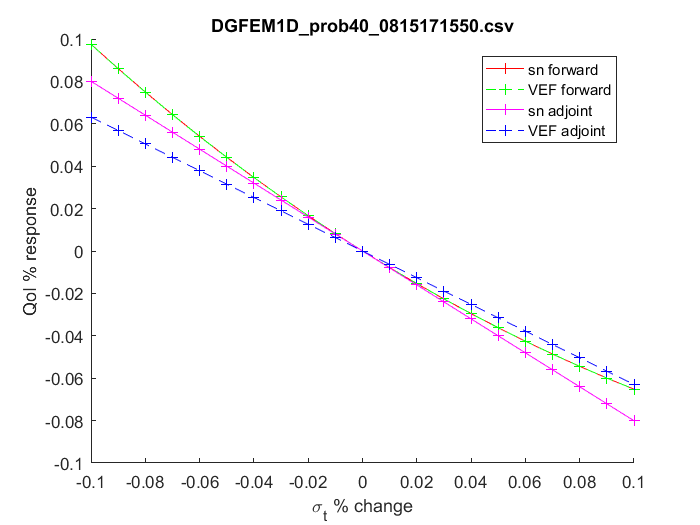 DGFEM1D_prob40_0815171550.csv
sn forward
VEF forward
sn adjoint
VEF adjoint
QoI % response
0.1
0.08
0.06
0.04
0.02
0
-0.02
-0.04
-0.06
-0.08
-0.1
-0.1 -0.08 -0.06 -0.04 -0.02 0 0.02 0.04 0.06 0.08 0.1
σt % change